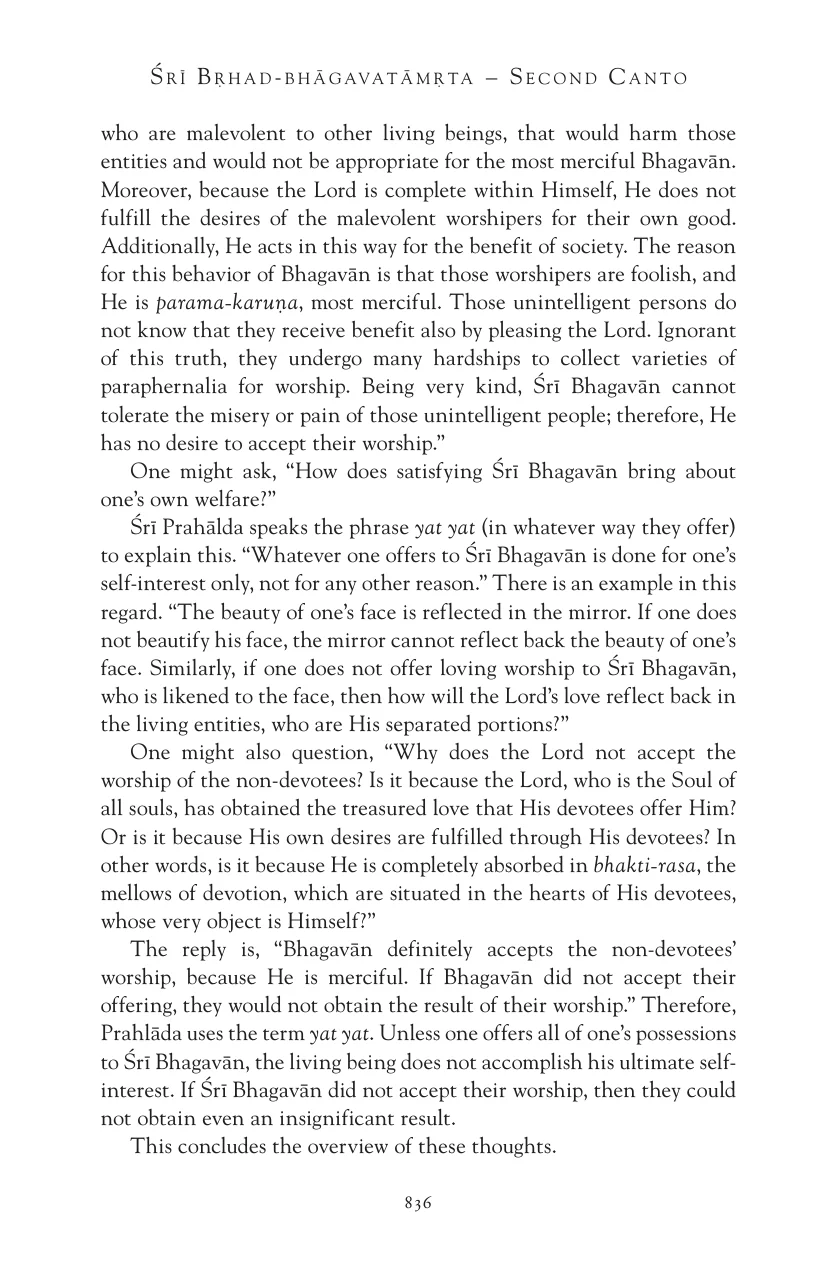 Śrī Bṛhad-bhāgavatāmṛta – Second Canto
who are malevolent to other living beings, that would harm those
entities and would not be appropriate for the most merciful Bhagavān.
Moreover, because the Lord is complete within Himself, He does not
fulfill the desires of the malevolent worshipers for their own good.
Additionally, He acts in this way for the benefit of society. The reason
for this behavior of Bhagavān is that those worshipers are foolish, and
He is parama-karuṇa, most merciful. Those unintelligent persons do
not know that they receive benefit also by pleasing the Lord. Ignorant
of this truth, they undergo many hardships to collect varieties of
paraphernalia for worship. Being very kind, Śrī Bhagavān cannot
tolerate the misery or pain of those unintelligent people; therefore, He
has no desire to accept their worship.”
One might ask, “How does satisfying Śrī Bhagavān bring about
one’s own welfare?”
Śrī Prahālda speaks the phrase yat yat (in whatever way they offer)
to explain this. “Whatever one offers to Śrī Bhagavān is done for one’s
self-interest only, not for any other reason.” There is an example in this
regard. “The beauty of one’s face is reflected in the mirror. If one does
not beautify his face, the mirror cannot reflect back the beauty of one’s
face. Similarly, if one does not offer loving worship to Śrī Bhagavān,
who is likened to the face, then how will the Lord’s love reflect back in
the living entities, who are His separated portions?”
One might also question, “Why does the Lord not accept the
worship of the non-devotees? Is it because the Lord, who is the Soul of
all souls, has obtained the treasured love that His devotees offer Him?
Or is it because His own desires are fulfilled through His devotees? In
other words, is it because He is completely absorbed in bhakti-rasa, the
mellows of devotion, which are situated in the hearts of His devotees,
whose very object is Himself?”
The reply is, “Bhagavān definitely accepts the non-devotees’
worship, because He is merciful. If Bhagavān did not accept their
offering, they would not obtain the result of their worship.” Therefore,
Prahlāda uses the term yat yat. Unless one offers all of one’s possessions
to Śrī Bhagavān, the living being does not accomplish his ultimate self-
interest. If Śrī Bhagavān did not accept their worship, then they could
not obtain even an insignificant result.
This concludes the overview of these thoughts.
836